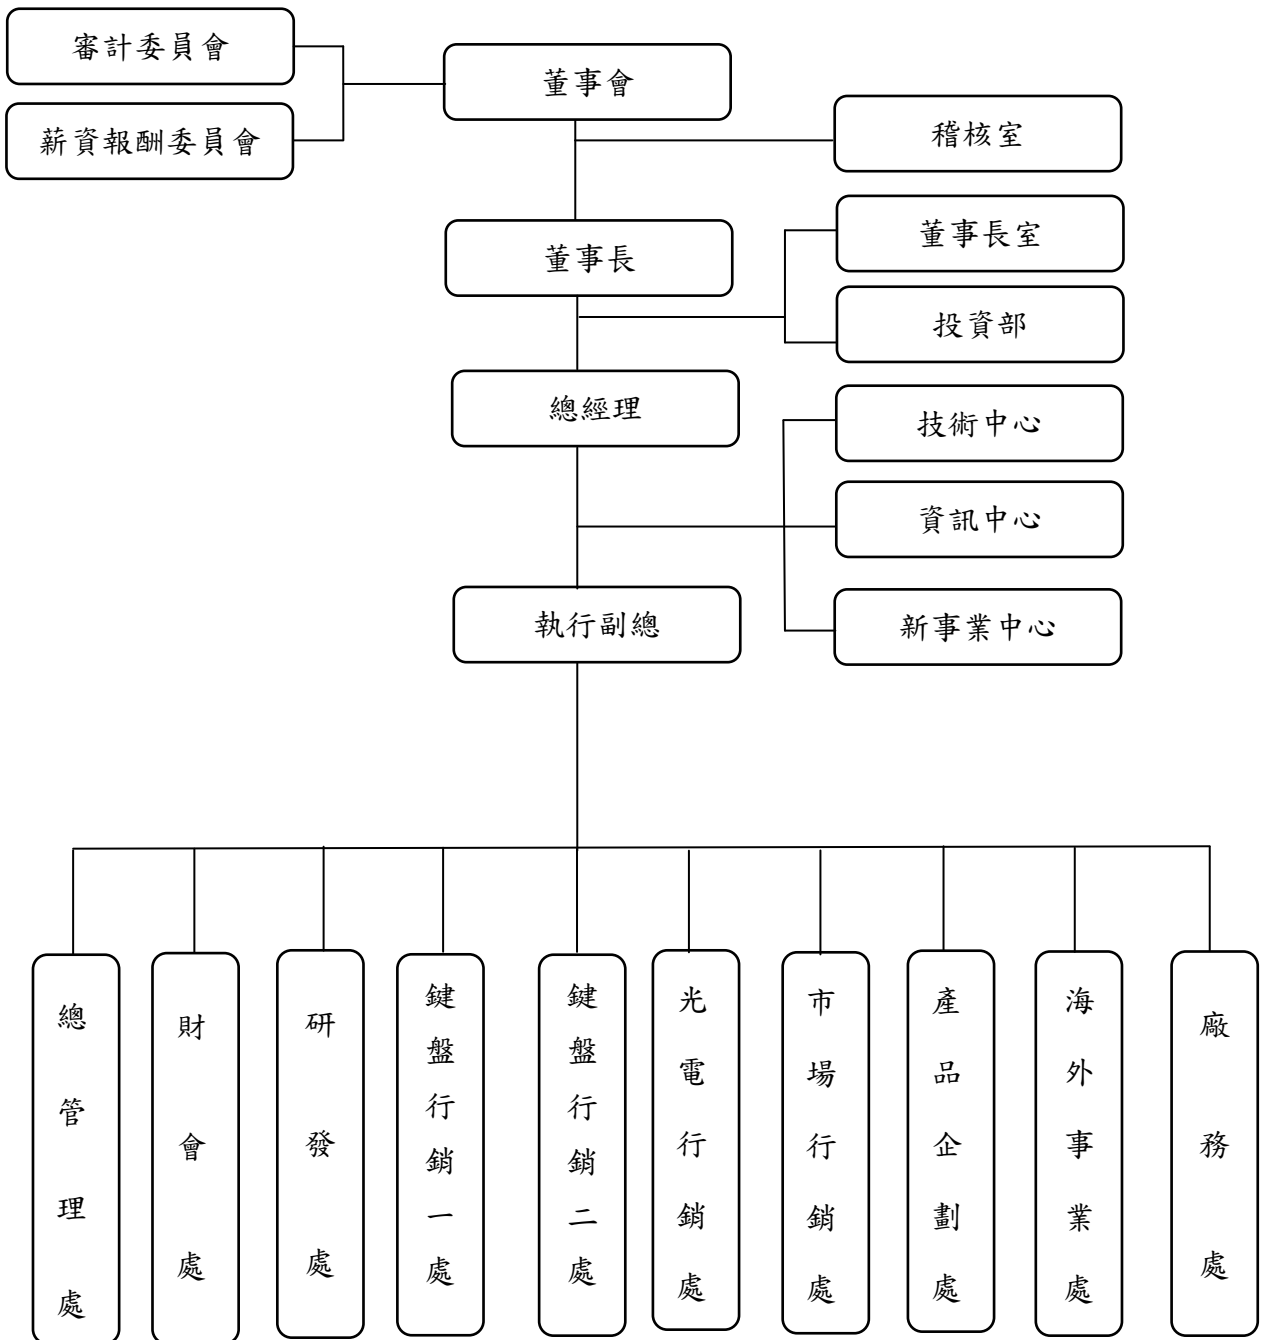 審計委員會
董事會
薪資報酬委員會
稽核室
董事長室
董事長
投資部
總經理
技術中心
資訊中心
執行副總
新事業中心
總管理處
財會處
研發處
鍵盤行銷一處
鍵盤行銷二處
光電行銷處
市場行銷處
產品企劃處
海外事業處
廠務處